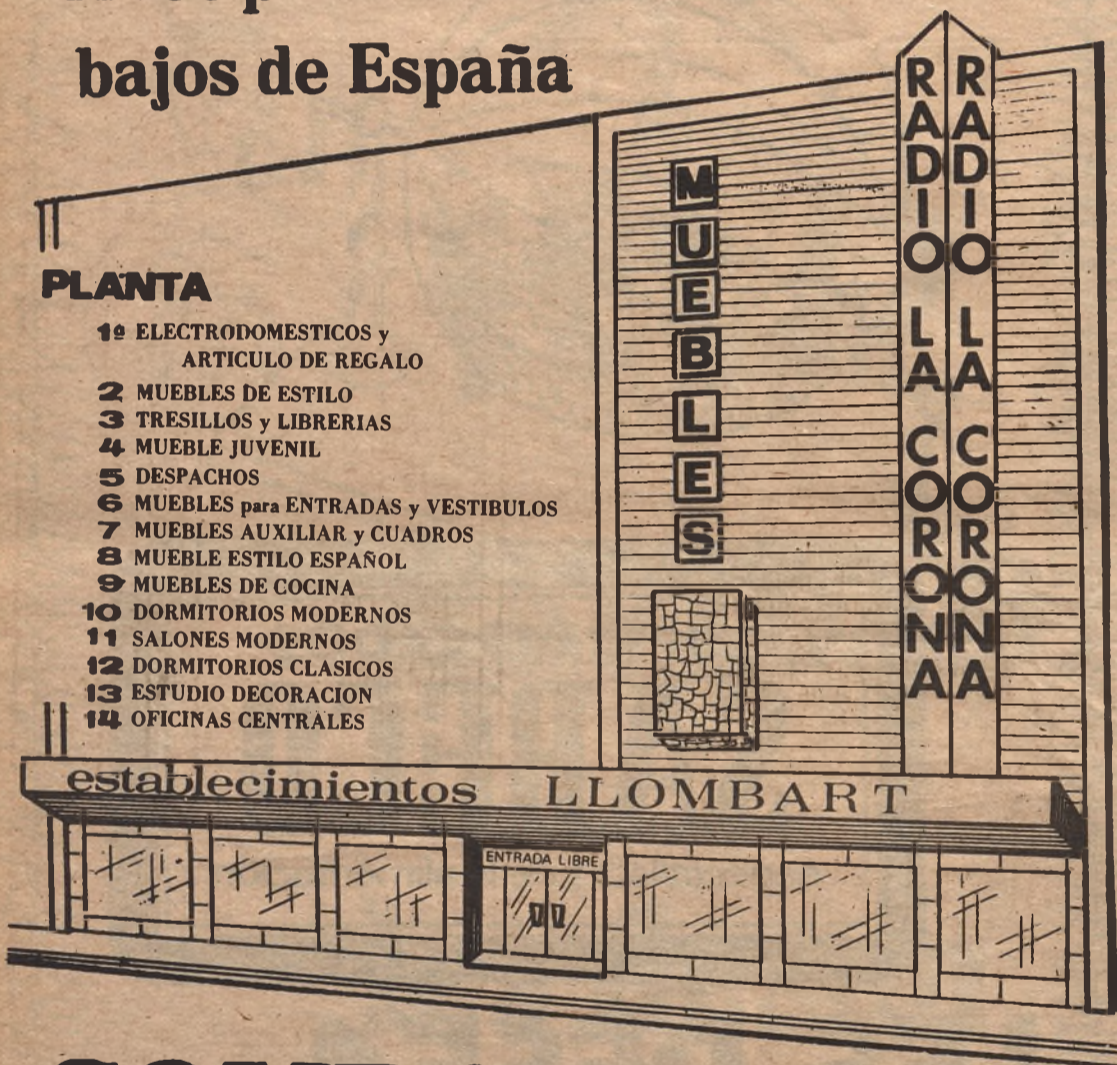 bajos de España
PLANTA
1º ELECTRODOMESTICOS y
ARTICULO DE REGALO
2 MUEBLES DE ESTILO
3 TRESILLOS y LIBRERIAS
4 MUEBLE JUVENIL
5 DESPACHOS
6 MUEBLES para ENTRADAS y VESTIBULOS
7 MUEBLES AUXILIAR y CUADROS
8 MUEBLE ESTILO ESPAÑOL
9 MUEBLES DE COCINA
10 DORMITORIOS MODERNOS
11 SALONES MODERNOS
12 DORMITORIOS CLASICOS
13 ESTUDIO DECORACION
14 OFICINAS CENTRALES
MUEBLES
RADIO LA CORONA
RADIO LA CORONA
establecimientos LLOMBART
ENTRADA LIBRE